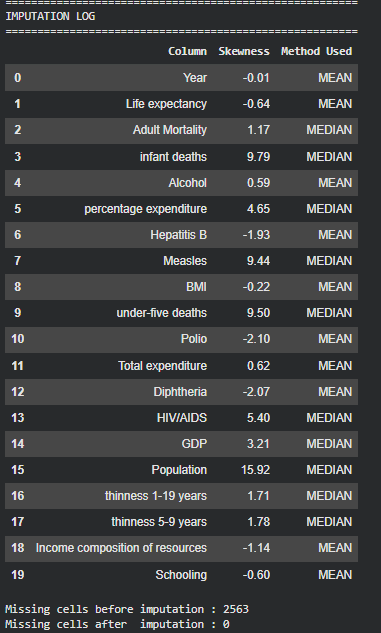 ======================================================
IMPUTATION LOG
======================================================
Column Skewness Method Used
0 Year -0.01 MEAN
1 Life expectancy -0.64 MEAN
2 Adult Mortality 1.17 MEDIAN
3 infant deaths 9.79 MEDIAN
4 Alcohol 0.59 MEAN
5 percentage expenditure 4.65 MEDIAN
6 Hepatitis B -1.93 MEAN
7 Measles 9.44 MEDIAN
8 BMI -0.22 MEAN
9 under-five deaths 9.50 MEDIAN
10 Polio -2.10 MEAN
11 Total expenditure 0.62 MEAN
12 Diphtheria -2.07 MEAN
13 HIV/AIDS 5.40 MEDIAN
14 GDP 3.21 MEDIAN
15 Population 15.92 MEDIAN
16 thinness 1-19 years 1.71 MEDIAN
17 thinness 5-9 years 1.78 MEDIAN
18 Income composition of resources -1.14 MEAN
19 Schooling -0.60 MEAN
Missing cells before imputation : 2563
Missing cells after  imputation : 0